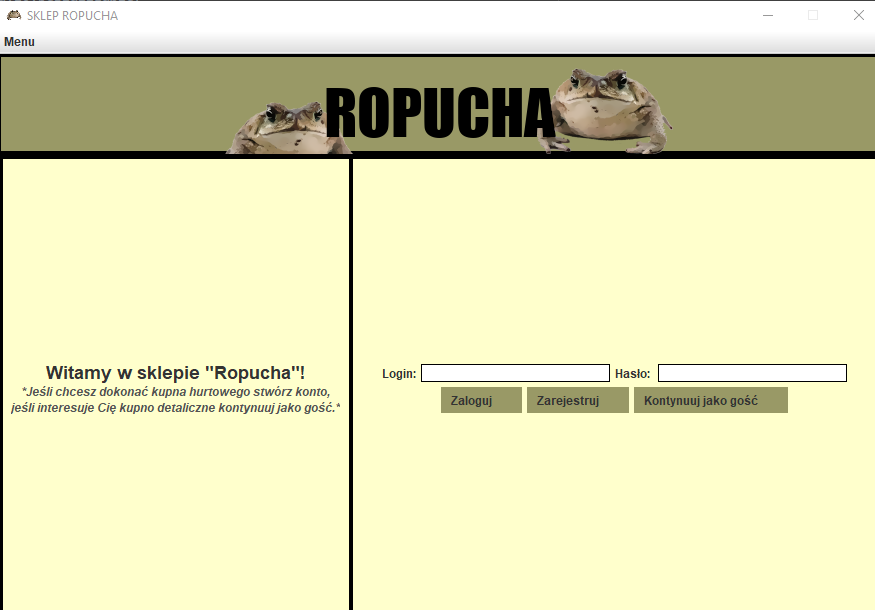 SKLEP ROPUCHA
Menu
ROPUCHA
Witamy w sklepie "Ropucha"!
*Jeśli chcesz dokonać kupna hurtowego stwórz konto,
jeśli interesuje Cię kupno detaliczne kontynuuj jako gość.*
Login: Hasło:
Zaloguj Zarejestruj Kontynuuj jako gość